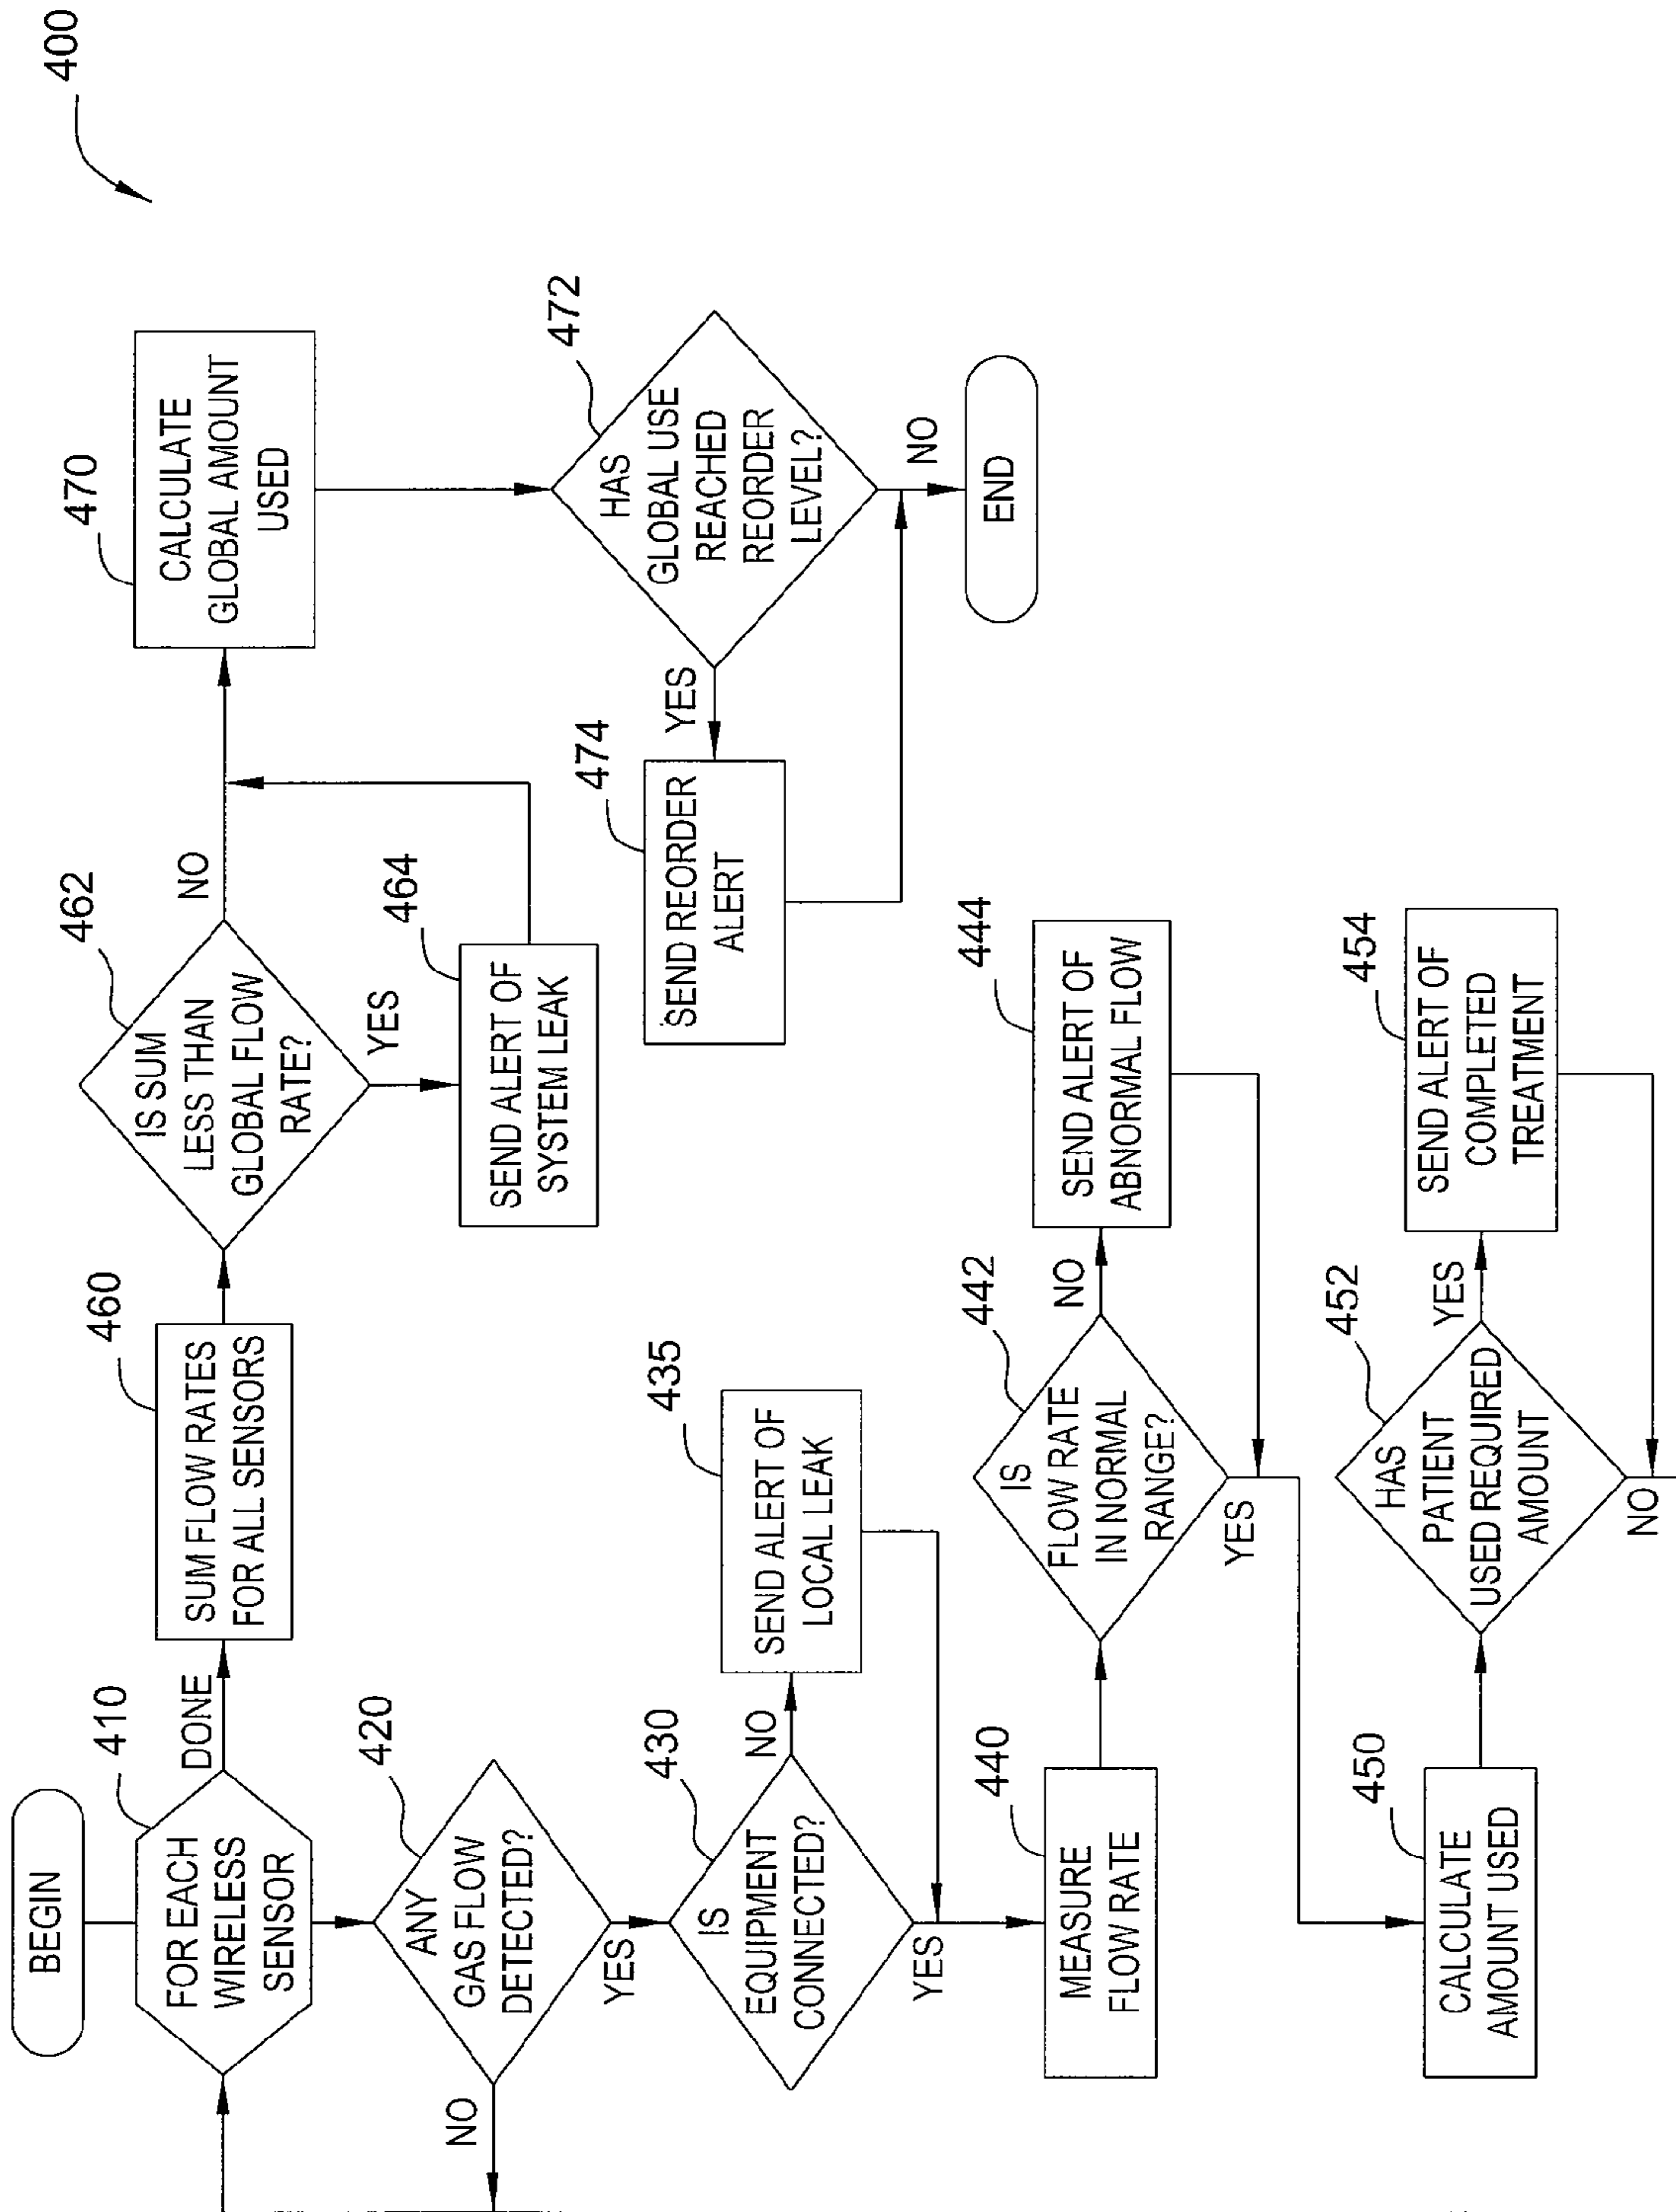 400
BEGIN
410
FOR EACH
WIRELESS
SENSOR
DONE
420
ANY
GAS FLOW
DETECTED?
NO
YES
430
IS
EQUIPMENT
CONNECTED?
NO
YES
435
SEND ALERT OF
LOCAL LEAK
440
MEASURE
FLOW RATE
442
IS
FLOW RATE
IN NORMAL
RANGE?
NO
YES
444
SEND ALERT OF
ABNORMAL FLOW
450
CALCULATE
AMOUNT USED
452
HAS
PATIENT
USED REQUIRED
AMOUNT
YES
NO
454
SEND ALERT OF
COMPLETED
TREATMENT
460
SUM FLOW RATES
FOR ALL SENSORS
462
IS SUM
LESS THAN
GLOBAL FLOW
RATE?
NO
YES
464
SEND ALERT OF
SYSTEM LEAK
470
CALCULATE
GLOBAL AMOUNT
USED
472
HAS
GLOBAL USE
REACHED
REORDER
LEVEL?
YES
NO
474
SEND REORDER
ALERT
END